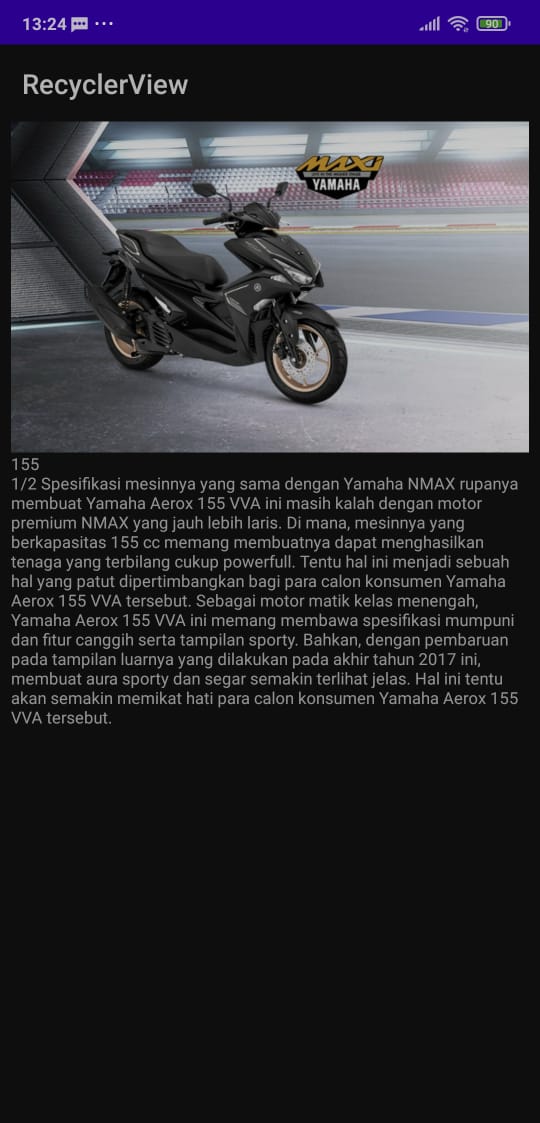 13:24
90
RecyclerView
MAXI
YAMAHA
155
1/2 Spesifikasi mesinnya yang sama dengan Yamaha NMAX rupanya
membuat Yamaha Aerox 155 VVA ini masih kalah dengan motor
premium NMAX yang jauh lebih laris. Di mana, mesinnya yang
berkapasitas 155 cc memang membuatnya dapat menghasilkan
tenaga yang terbilang cukup powerfull. Tentu hal ini menjadi sebuah
hal yang patut dipertimbangkan bagi para calon konsumen Yamaha
Aerox 155 VVA tersebut. Sebagai motor matik kelas menengah,
Yamaha Aerox 155 VVA ini memang membawa spesifikasi mumpuni
dan fitur canggih serta tampilan sporty. Bahkan, dengan pembaruan
pada tampilan luarnya yang dilakukan pada akhir tahun 2017 ini,
membuat aura sporty dan segar semakin terlihat jelas. Hal ini tentu
akan semakin memikat hati para calon konsumen Yamaha Aerox 155
VVA tersebut.